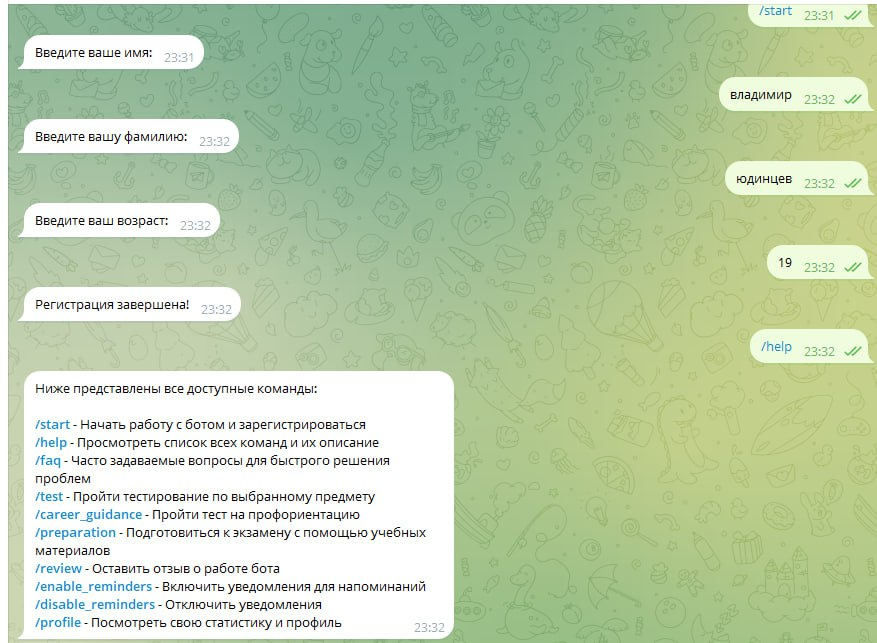 /start 23:31
Введите ваше имя: 23:31
владимир 23:32
Введите вашу фамилию: 23:32
юдинцев 23:32
Введите ваш возраст: 23:32
19 23:32
Регистрация завершена! 23:32
/help 23:32
Ниже представлены все доступные команды:
/start - Начать работу с ботом и зарегистрироваться
/help - Просмотреть список всех команд и их описание
/faq - Часто задаваемые вопросы для быстрого решения
проблем
/test - Пройти тестирование по выбранному предмету
/career_guidance - Пройти тест на профориентацию
/preparation - Подготовиться к экзамену с помощью учебных
материалов
/review - Оставить отзыв о работе бота
/enable_reminders - Включить уведомления для напоминаний
/disable_reminders - Отключить уведомления
/profile - Посмотреть свою статистику и профиль 23:32